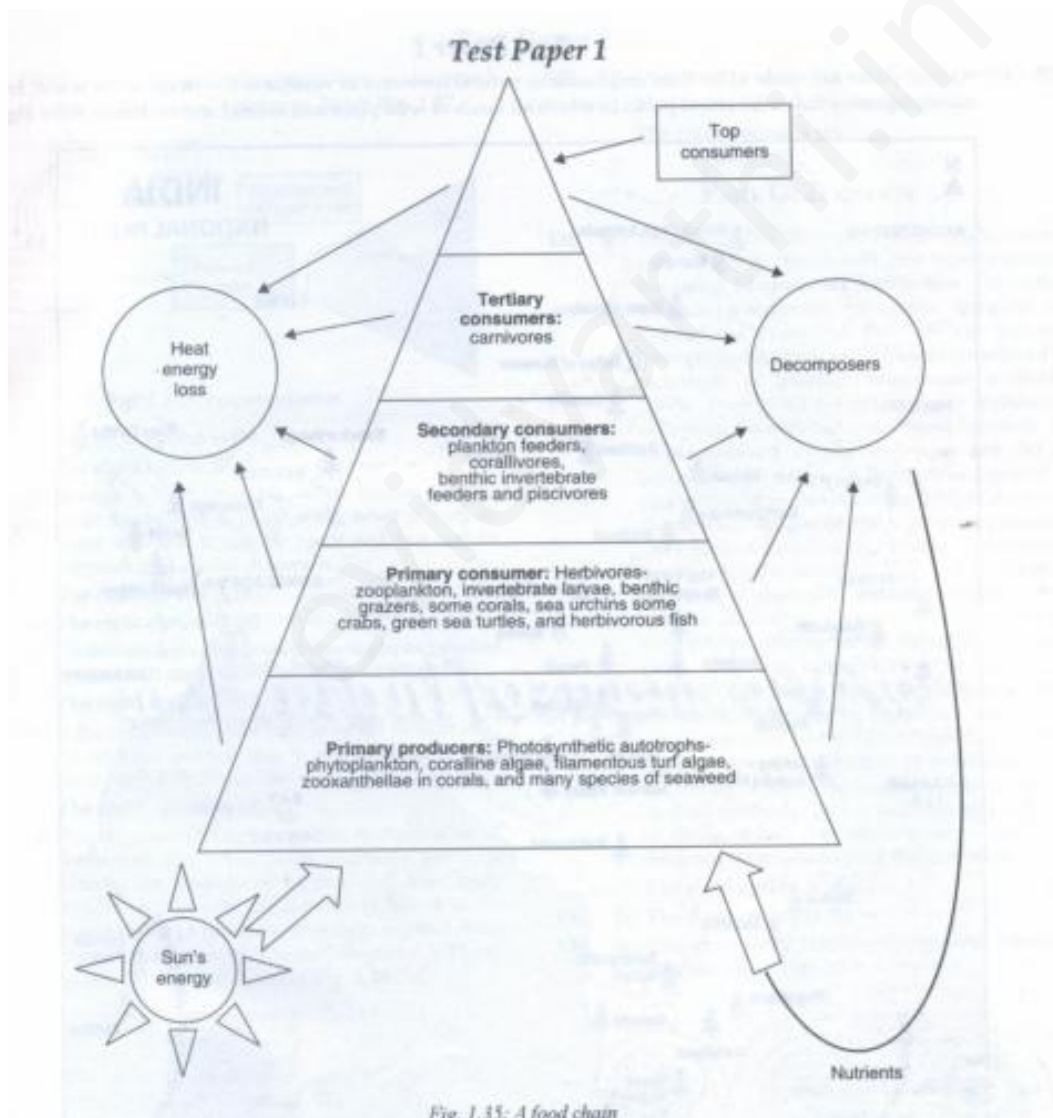 Test Paper 1
Top
consumers
Tertiary
consumers:
carnivores
Heat
energy
loss
Decomposers
Secondary consumers:
plankton feeders,
corallivores,
benthic invertebrate
feeders and piscivores
Primary consumer: Herbivores-
zooplankton, invertebrate larvae, benthic
grazers, some corals, sea urchins some
crabs, green sea turtles, and herbivorous fish
Primary producers: Photosynthetic autotrophs-
phytoplankton, coralline algae, filamentous turf algae,
zooxanthellae in corals, and many species of seaweed
Sun's
energy
Nutrients
Fig. 1.35: A food chain
evidyarthi.in